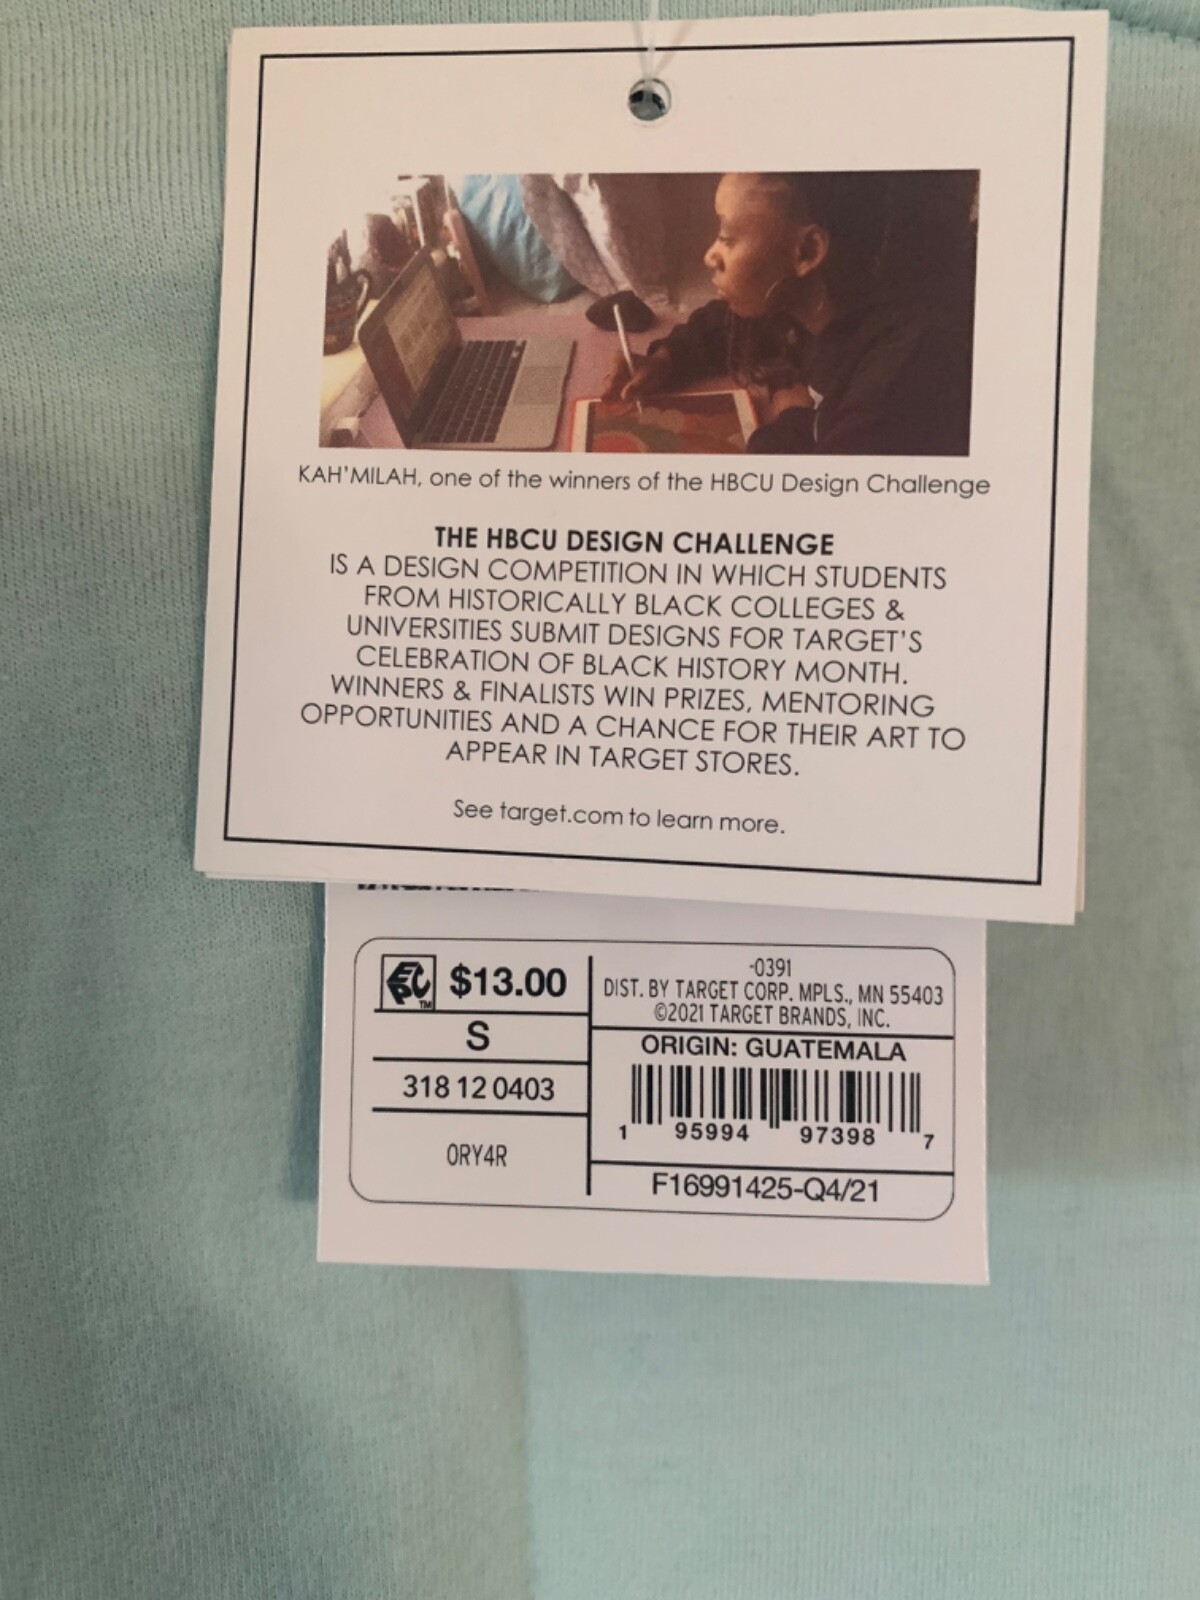 KAH'MILAH, one of the winners of the HBCU Design Challenge
THE HBCU DESIGN CHALLENGE
IS A DESIGN COMPETITION IN WHICH STUDENTS
FROM HISTORICALLY BLACK COLLEGES &
UNIVERSITIES SUBMIT DESIGNS FOR TARGET'S
CELEBRATION OF BLACK HISTORY MONTH.
WINNERS & FINALISTS WIN PRIZES, MENTORING
OPPORTUNITIES AND A CHANCE FOR THEIR ART TO
APPEAR IN TARGET STORES.
See target.com to learn more.
EPC™ $13.00
S
318 12 0403
0RY4R
-0391
DIST. BY TARGET CORP. MPLS., MN 55403
©2021 TARGET BRANDS, INC.
ORIGIN: GUATEMALA
1 95994 97398 7
F16991425-Q4/21